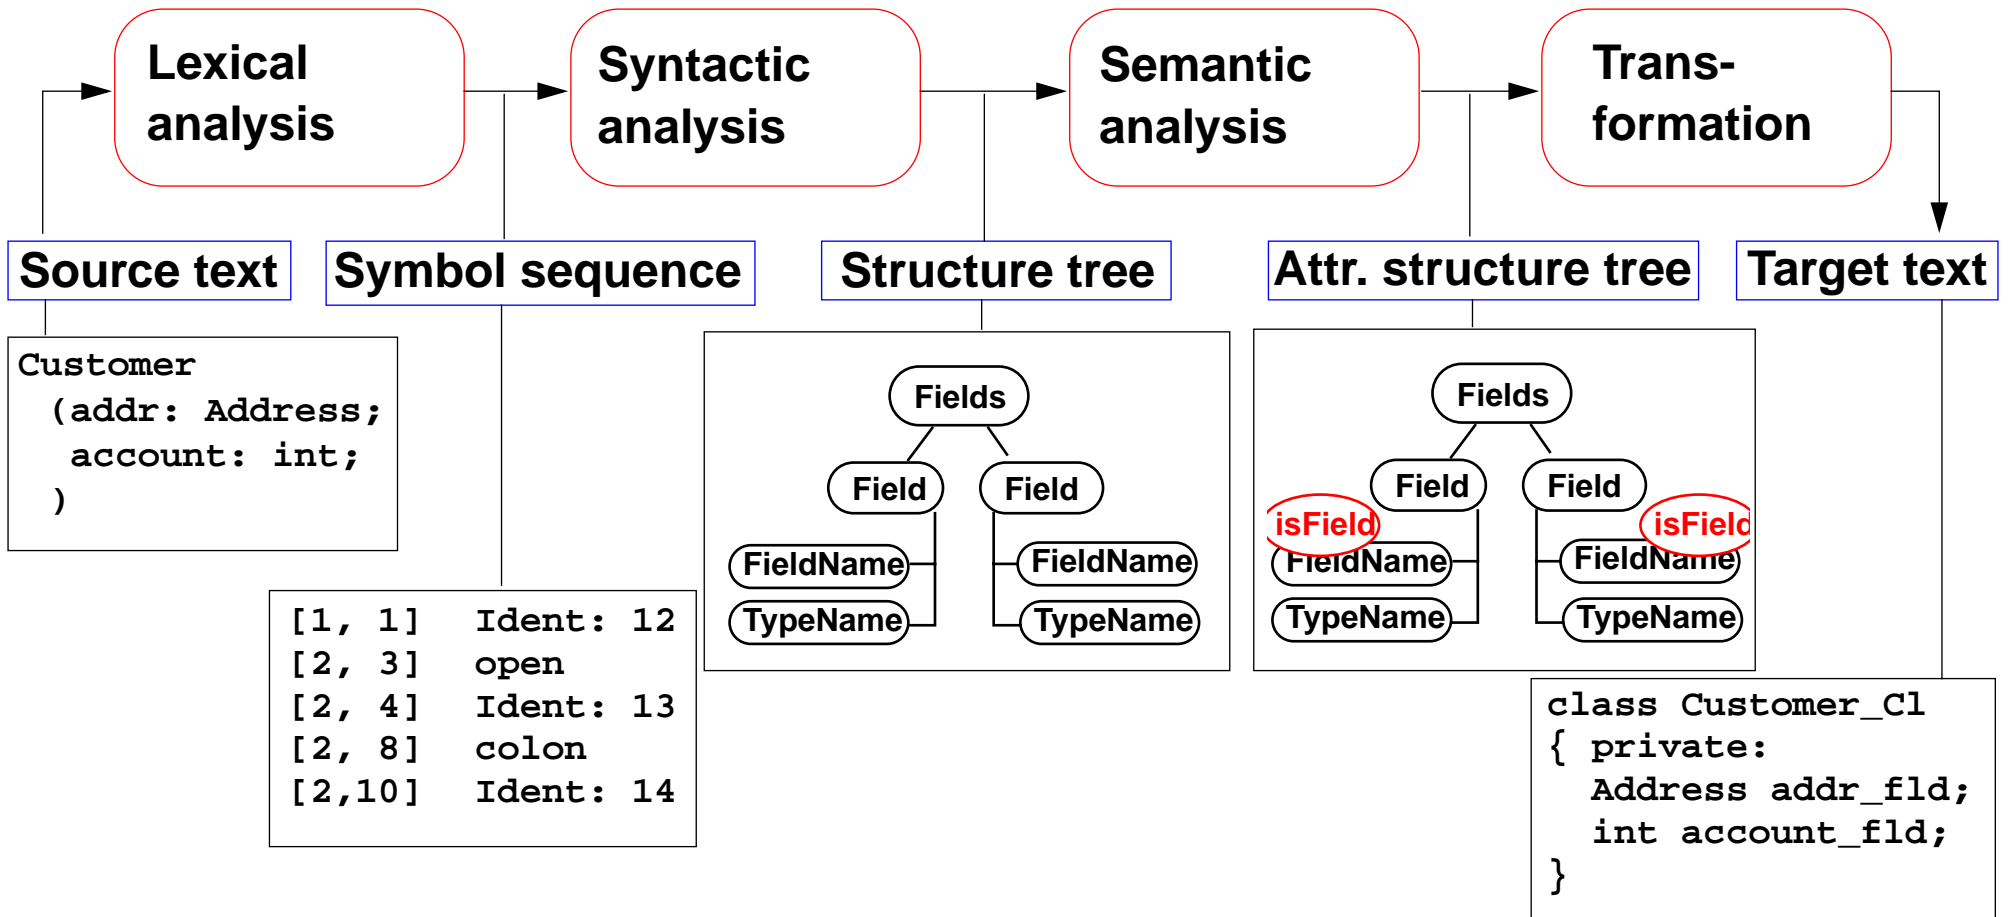 Lexical
analysis
Syntactic
analysis
Semantic
analysis
Trans-
formation
Source text
Symbol sequence
Structure tree
Attr. structure tree
Target text
Customer
(addr: Address;
account: int;
)
[1, 1] Ident: 12
[2, 3] open
[2, 4] Ident: 13
[2, 8] colon
[2,10] Ident: 14
Fields
Field Field
FieldName FieldName
TypeName TypeName
Fields
Field Field
isField isField
FieldName FieldName
TypeName TypeName
class Customer_Cl
{ private:
Address addr_fld;
int account_fld;
}